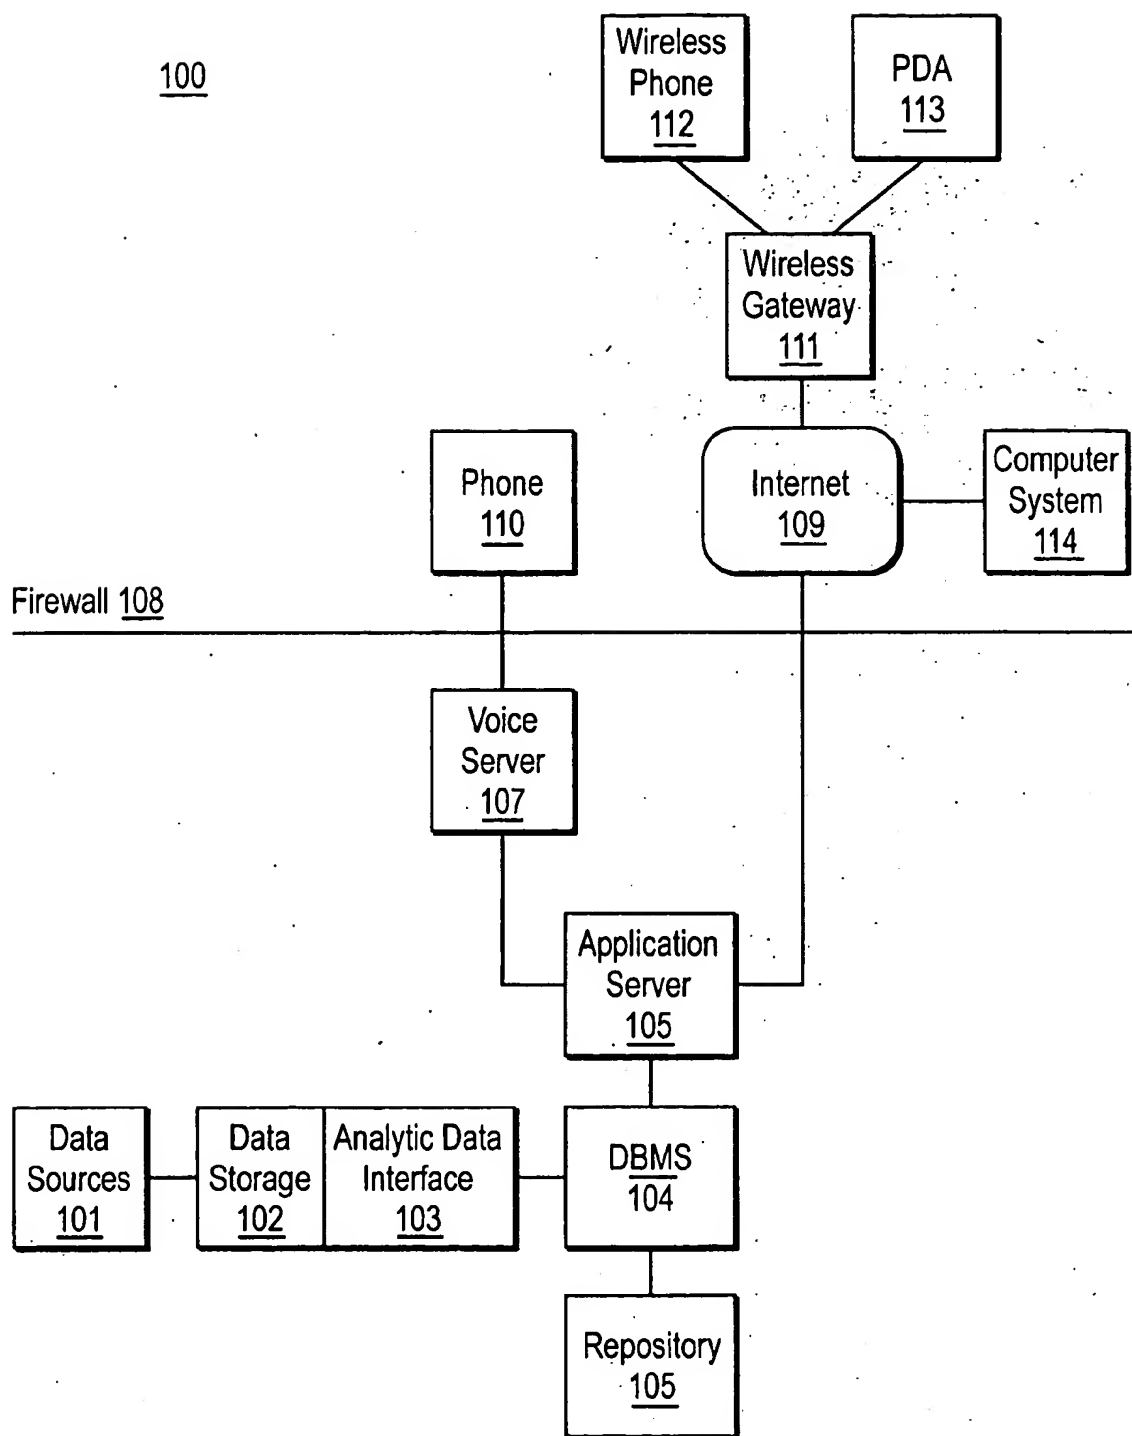 100
Wireless
Phone
112
PDA
113
Wireless
Gateway
111
Phone
110
Internet
109
Computer
System
114
Firewall 108
Voice
Server
107
Application
Server
105
Data
Sources
101
Data
Storage
102
Analytic Data
Interface
103
DBMS
104
Repository
105